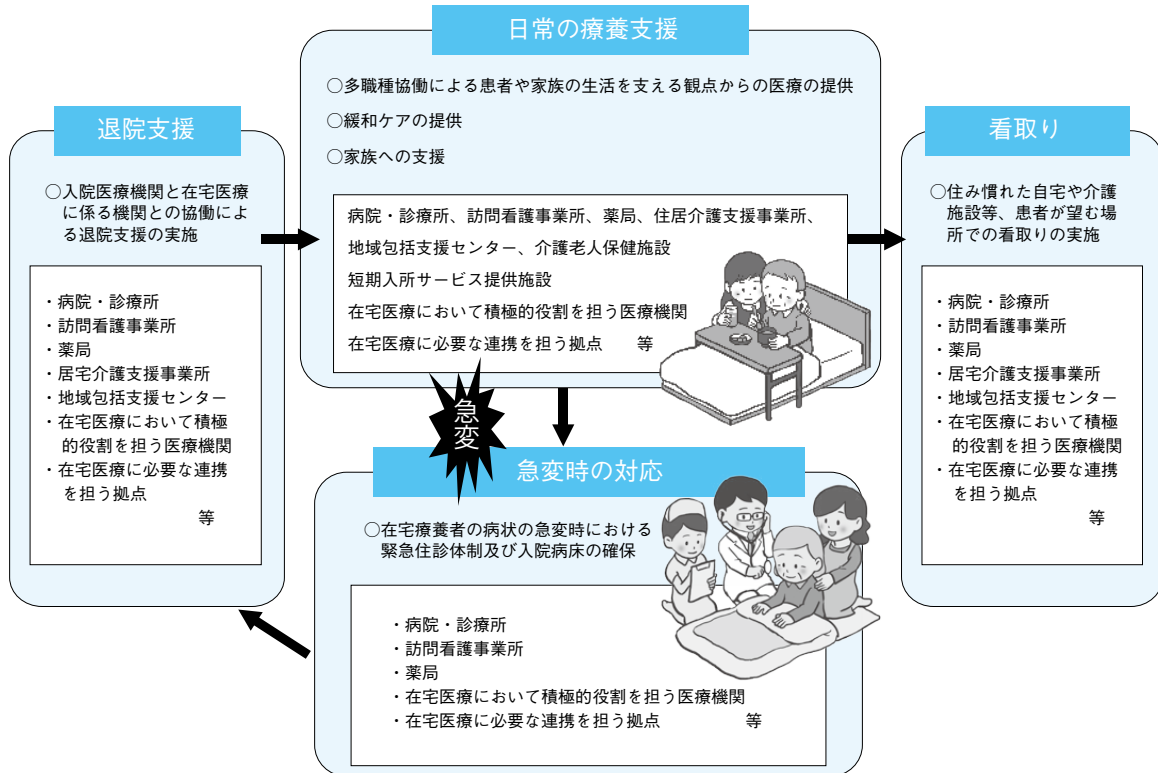 日常の療養支援
○多職種協働による患者や家族の生活を支える観点からの医療の提供
○緩和ケアの提供
○家族への支援
病院・診療所、訪問看護事業所、薬局、住居介護支援事業所、
地域包括支援センター、介護老人保健施設
短期入所サービス提供施設
在宅医療において積極的役割を担う医療機関
在宅医療に必要な連携を担う拠点 等
退院支援
○入院医療機関と在宅医療
に係る機関との協働によ
る退院支援の実施
・病院・診療所
・訪問看護事業所
・薬局
・居宅介護支援事業所
・地域包括支援センター
・在宅医療において積極
的役割を担う医療機関
・在宅医療に必要な連携
を担う拠点
等
看取り
○住み慣れた自宅や介護
施設等、患者が望む場
所での看取りの実施
・病院・診療所
・訪問看護事業所
・薬局
・居宅介護支援事業所
・地域包括支援センター
・在宅医療において積極
的役割を担う医療機関
・在宅医療に必要な連携
を担う拠点
等
急変
急変時の対応
○在宅療養者の病状の急変時における
緊急住診体制及び入院病床の確保
・病院・診療所
・訪問看護事業所
・薬局
・在宅医療において積極的役割を担う医療機関
・在宅医療に必要な連携を担う拠点 等